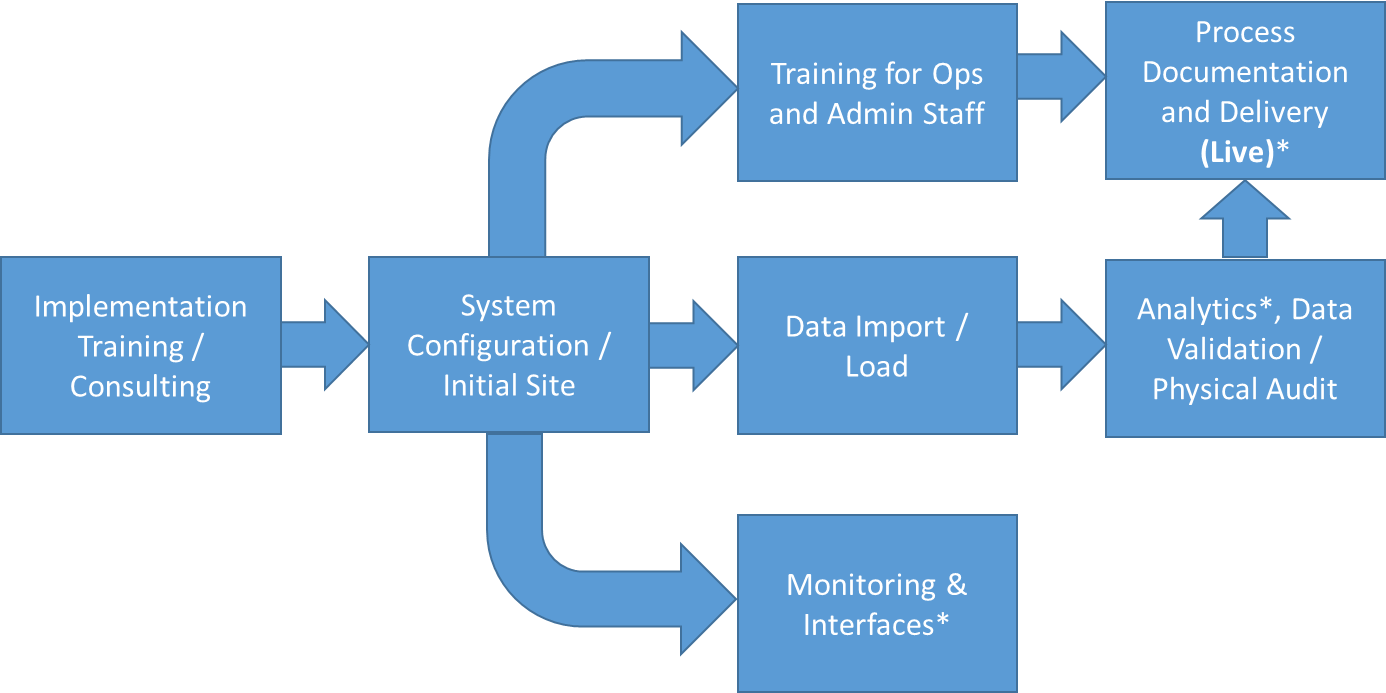 Training for Ops
and Admin Staff
Process
Documentation
and Delivery
(Live)*
Implementation
Training /
Consulting
System
Configuration /
Initial Site
Data Import /
Load
Analytics*, Data
Validation /
Physical Audit
Monitoring &
Interfaces*